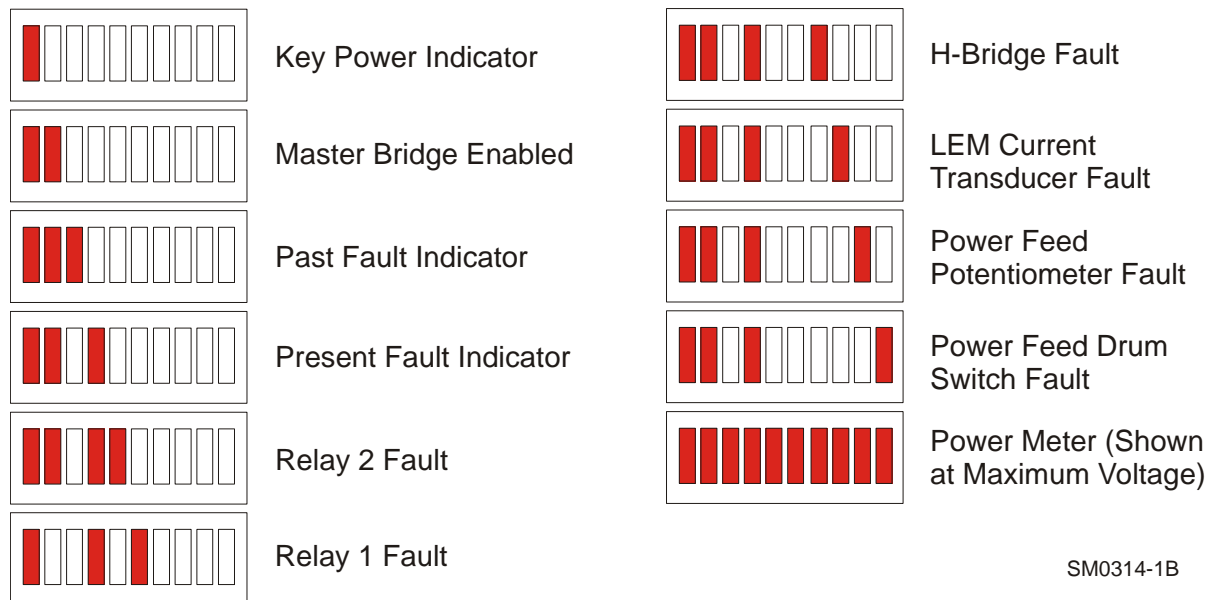 Key Power Indicator
Master Bridge Enabled
Past Fault Indicator
Present Fault Indicator
Relay 2 Fault
Relay 1 Fault
H-Bridge Fault
LEM Current
Transducer Fault
Power Feed
Potentiometer Fault
Power Feed Drum
Switch Fault
Power Meter (Shown
at Maximum Voltage)
SM0314-1B